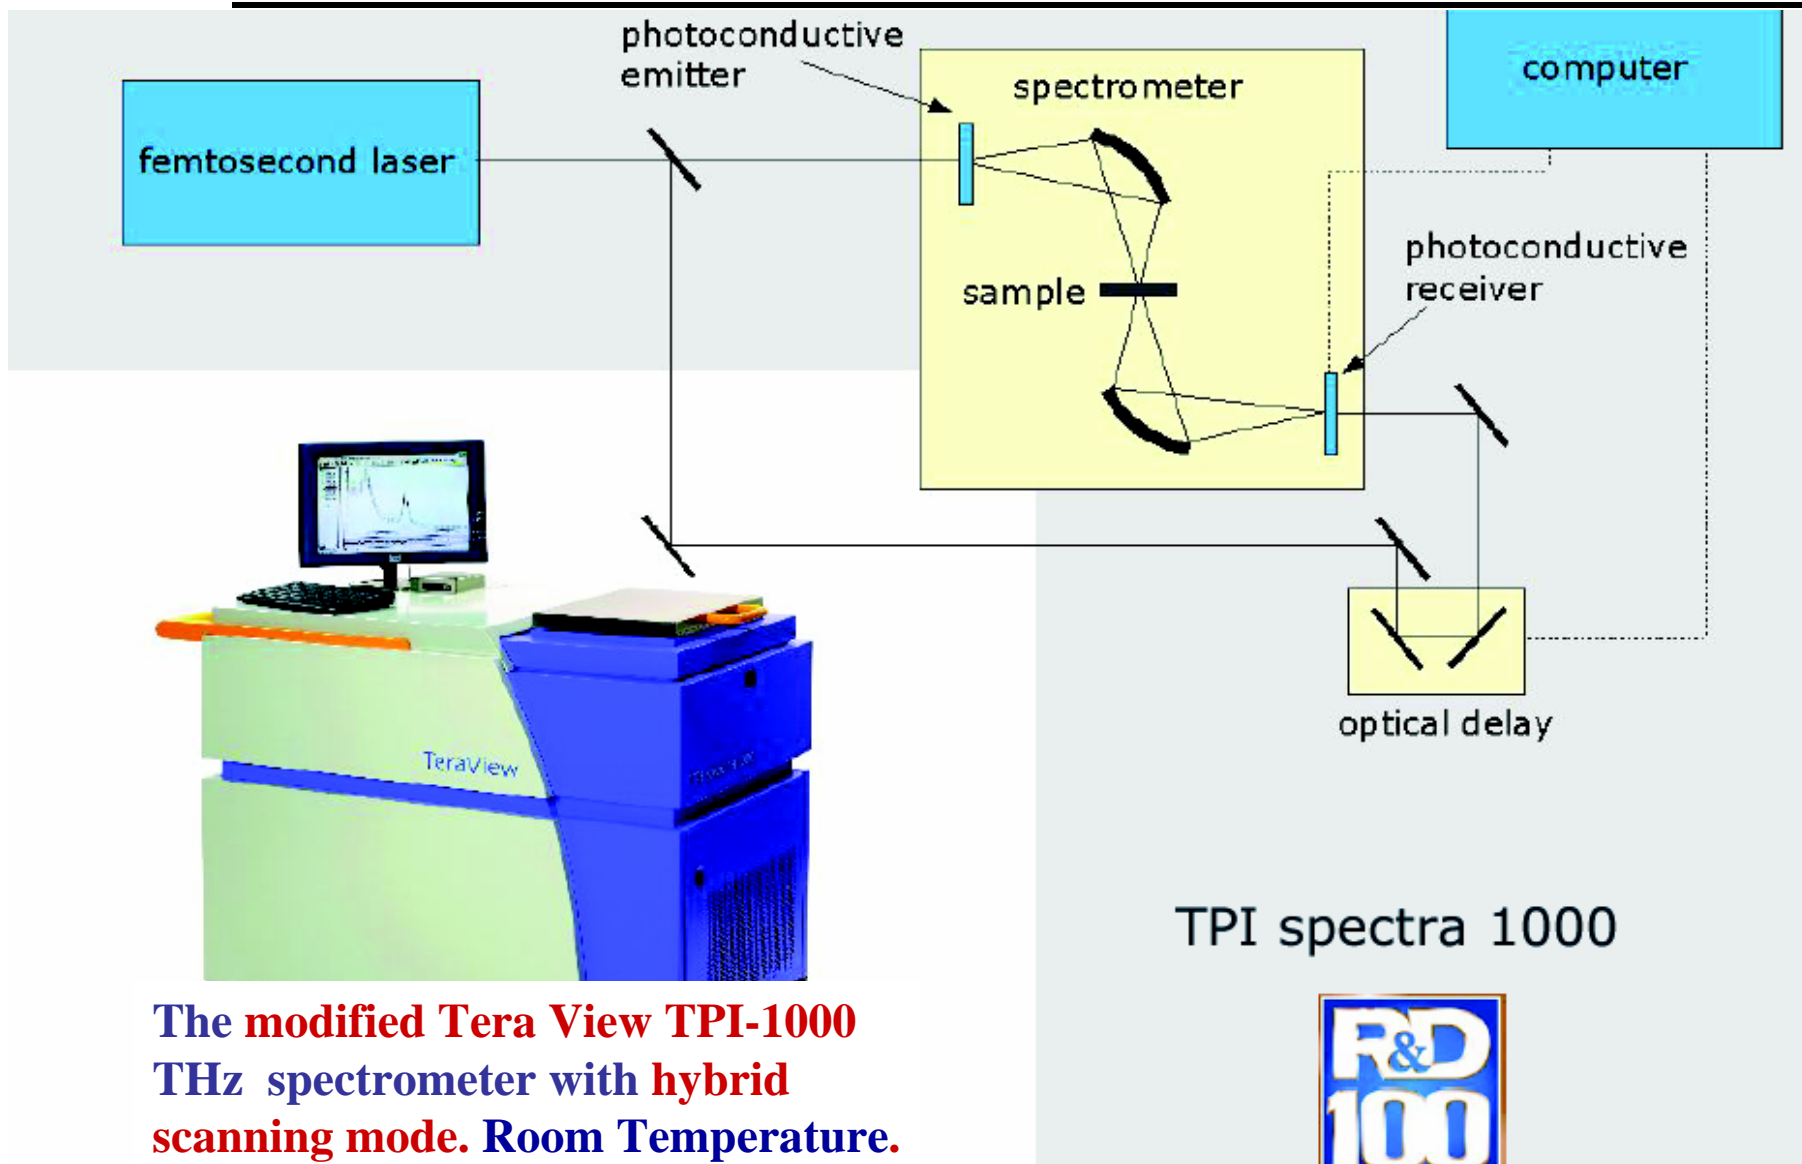 photoconductive
emitter
spectrometer
computer
femtosecond laser
photoconductive
receiver
sample
optical delay
TeraView
TPI spectra 1000
The modified Tera View TPI-1000
THz spectrometer with hybrid
scanning mode. Room Temperature.
R&D
100